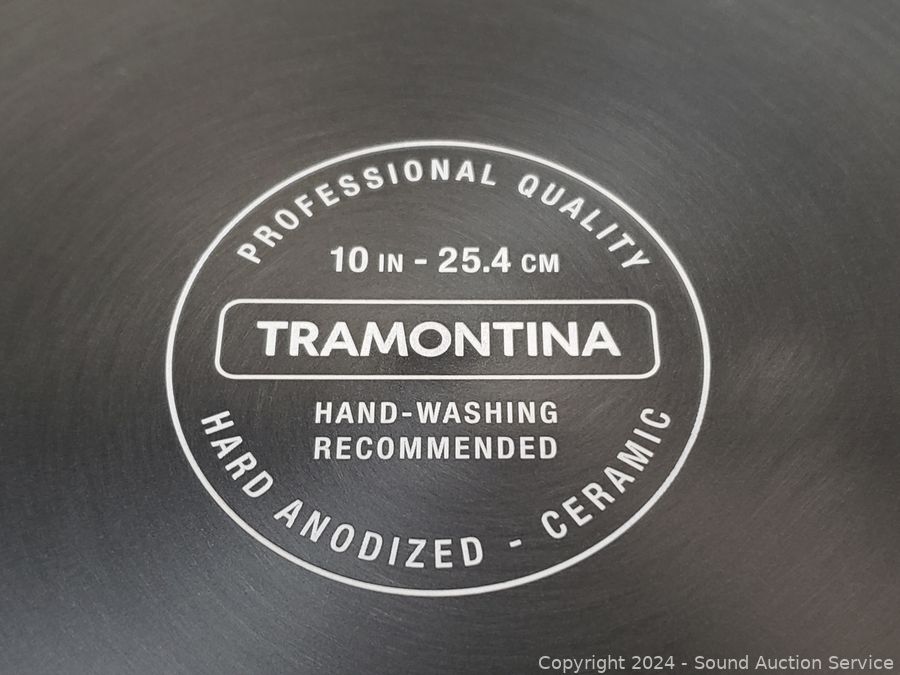 PROFESSIONAL QUALITY
10 IN - 25.4 CM
TRAMONTINA
HAND-WASHING
RECOMMENDED
HARD ANODIZED - CERAMIC
Copyright 2024 - Sound Auction Service